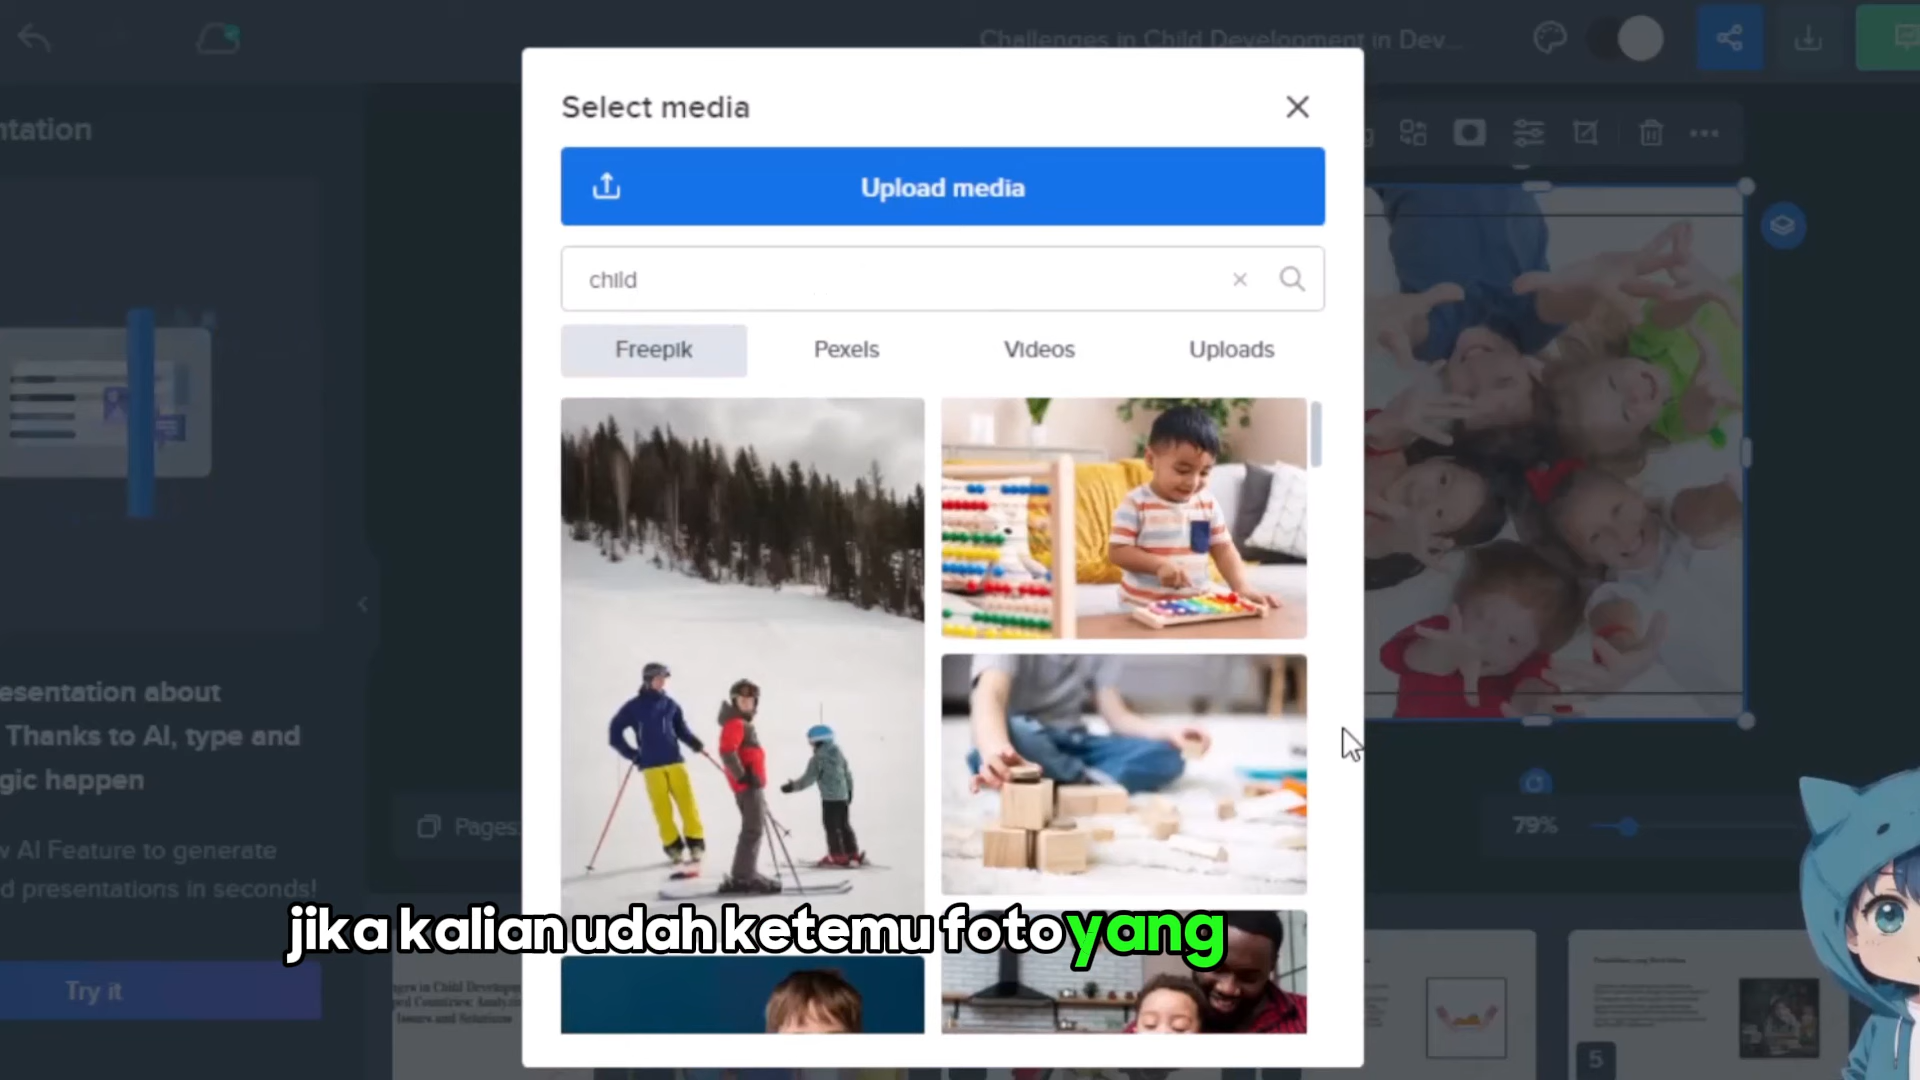 Challenges in Child Development in Dev...
ntation
Select media
Upload media
child
Freepik
Pexels
Videos
Uploads
esentation about
Thanks to AI, type and
gic happen
w AI Feature to generate
d presentations in seconds!
Try it
Pages:
79%
jika kalian udah ketemu foto yang
5